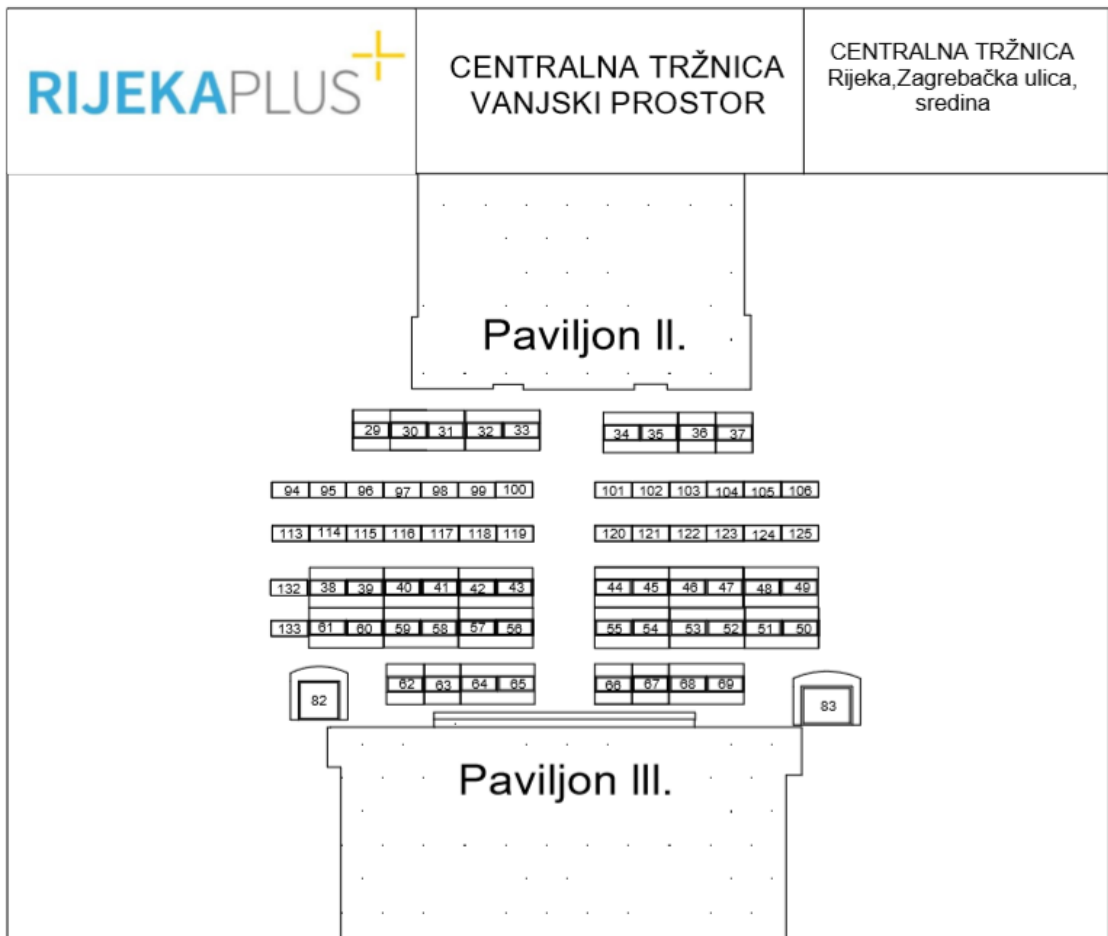 RIJEKAPLUS
CENTRALNA TRŽNICA
VANJSKI PROSTOR
CENTRALNA TRŽNICA
Rijeka,Zagrebačka ulica,
sredina
Paviljon II.
29 30 31 32 33 34 35 36 37
94 95 96 97 98 99 100 101 102 103 104 105 106
113 114 115 116 117 118 119 120 121 122 123 124 125
132 38 39 40 41 42 43 44 45 46 47 48 49
133 61 60 59 58 57 56 55 54 53 52 51 50
62 63 64 65 66 67 68 69
82 83
Paviljon III.